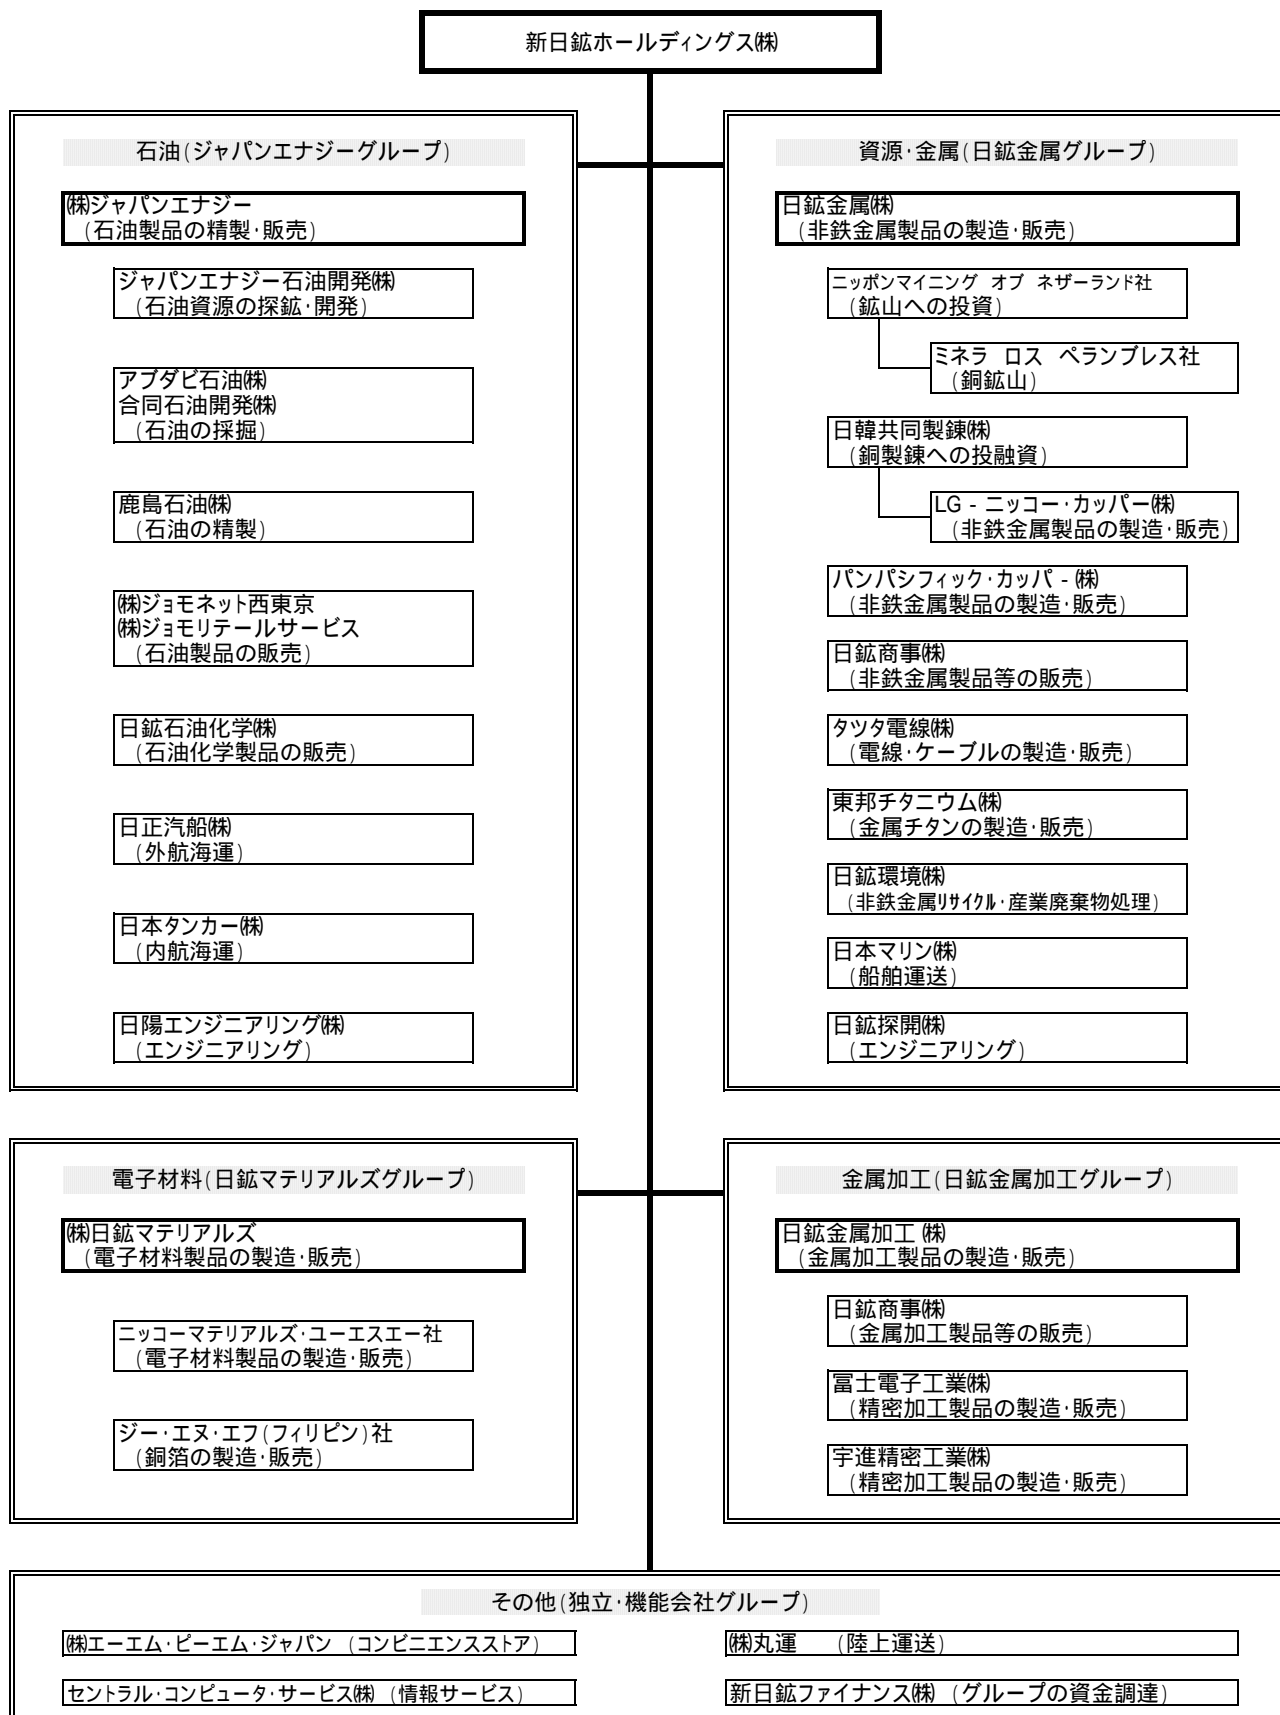 新日鉱ホールディングス㈱
石油(ジャパンエナジーグループ)
㈱ジャパンエナジー
(石油製品の精製・販売)
ジャパンエナジー石油開発㈱
(石油資源の探鉱・開発)
アブダビ石油㈱
合同石油開発㈱
(石油の採掘)
鹿島石油㈱
(石油の精製)
㈱ジョモネット西東京
㈱ジョモリテールサービス
(石油製品の販売)
日鉱石油化学㈱
(石油化学製品の販売)
日正汽船㈱
(外航海運)
日本タンカー㈱
(内航海運)
日陽エンジニアリング㈱
(エンジニアリング)
資源・金属(日鉱金属グループ)
日鉱金属㈱
(非鉄金属製品の製造・販売)
ニッポンマイニング オブ ネザーランド社
(鉱山への投資)
ミネラ ロス ペランブレス社
(銅鉱山)
日韓共同製錬㈱
(銅製錬への投融資)
LG - ニッコー・カッパー㈱
(非鉄金属製品の製造・販売)
パンパシフィック・カッパ - ㈱
(非鉄金属製品の製造・販売)
日鉱商事㈱
(非鉄金属製品等の販売)
タツタ電線㈱
(電線・ケーブルの製造・販売)
東邦チタニウム㈱
(金属チタンの製造・販売)
日鉱環境㈱
(非鉄金属ﾘｻｲｸﾙ・産業廃棄物処理)
日本マリン㈱
(船舶運送)
日鉱探開㈱
(エンジニアリング)
電子材料(日鉱マテリアルズグループ)
㈱日鉱マテリアルズ
(電子材料製品の製造・販売)
ニッコーマテリアルズ・ユーエスエー社
(電子材料製品の製造・販売)
ジー・エヌ・エフ(フィリピン)社
(銅箔の製造・販売)
金属加工(日鉱金属加工グループ)
日鉱金属加工 ㈱
(金属加工製品の製造・販売)
日鉱商事㈱
(金属加工製品等の販売)
冨士電子工業㈱
(精密加工製品の製造・販売)
宇進精密工業㈱
(精密加工製品の製造・販売)
その他(独立・機能会社グループ)
㈱エーエム・ピーエム・ジャパン (コンビニエンスストア)
㈱丸運 (陸上運送)
セントラル・コンピュータ・サービス㈱ (情報サービス)
新日鉱ファイナンス㈱ (グループの資金調達)